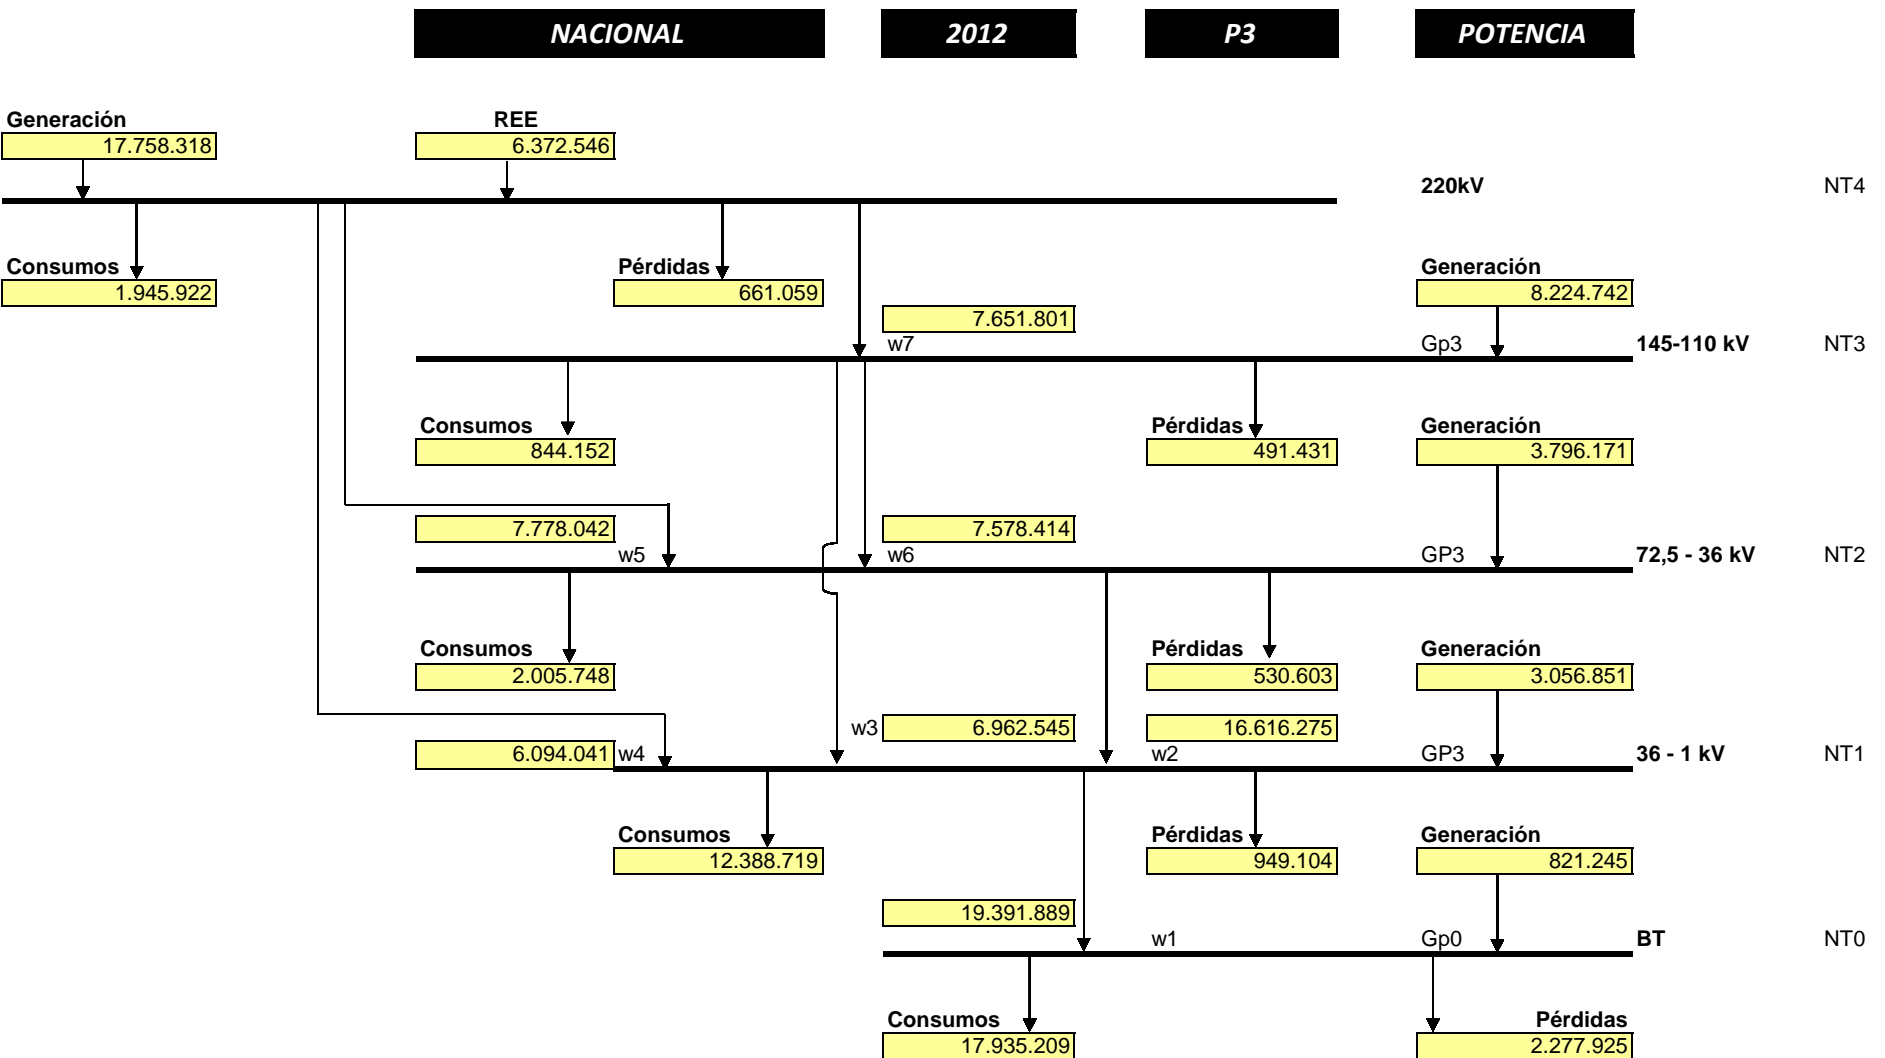 NACIONAL 2012 P3 POTENCIA
Generación REE
17.758.318 6.372.546
220kV NT4
Consumos Pérdidas Generación
1.945.922 661.059 8.224.742
7.651.801
w7 Gp3 145-110 kV NT3
Consumos Pérdidas Generación
844.152 491.431 3.796.171
7.778.042 7.578.414
w5 w6 GP3 72,5 - 36 kV NT2
Consumos Pérdidas Generación
2.005.748 530.603 3.056.851
w3 6.962.545 16.616.275
6.094.041 w4 w2 GP3 36 - 1 kV NT1
Consumos Pérdidas Generación
12.388.719 949.104 821.245
19.391.889
w1 Gp0 BT NT0
Consumos Pérdidas
17.935.209 2.277.925